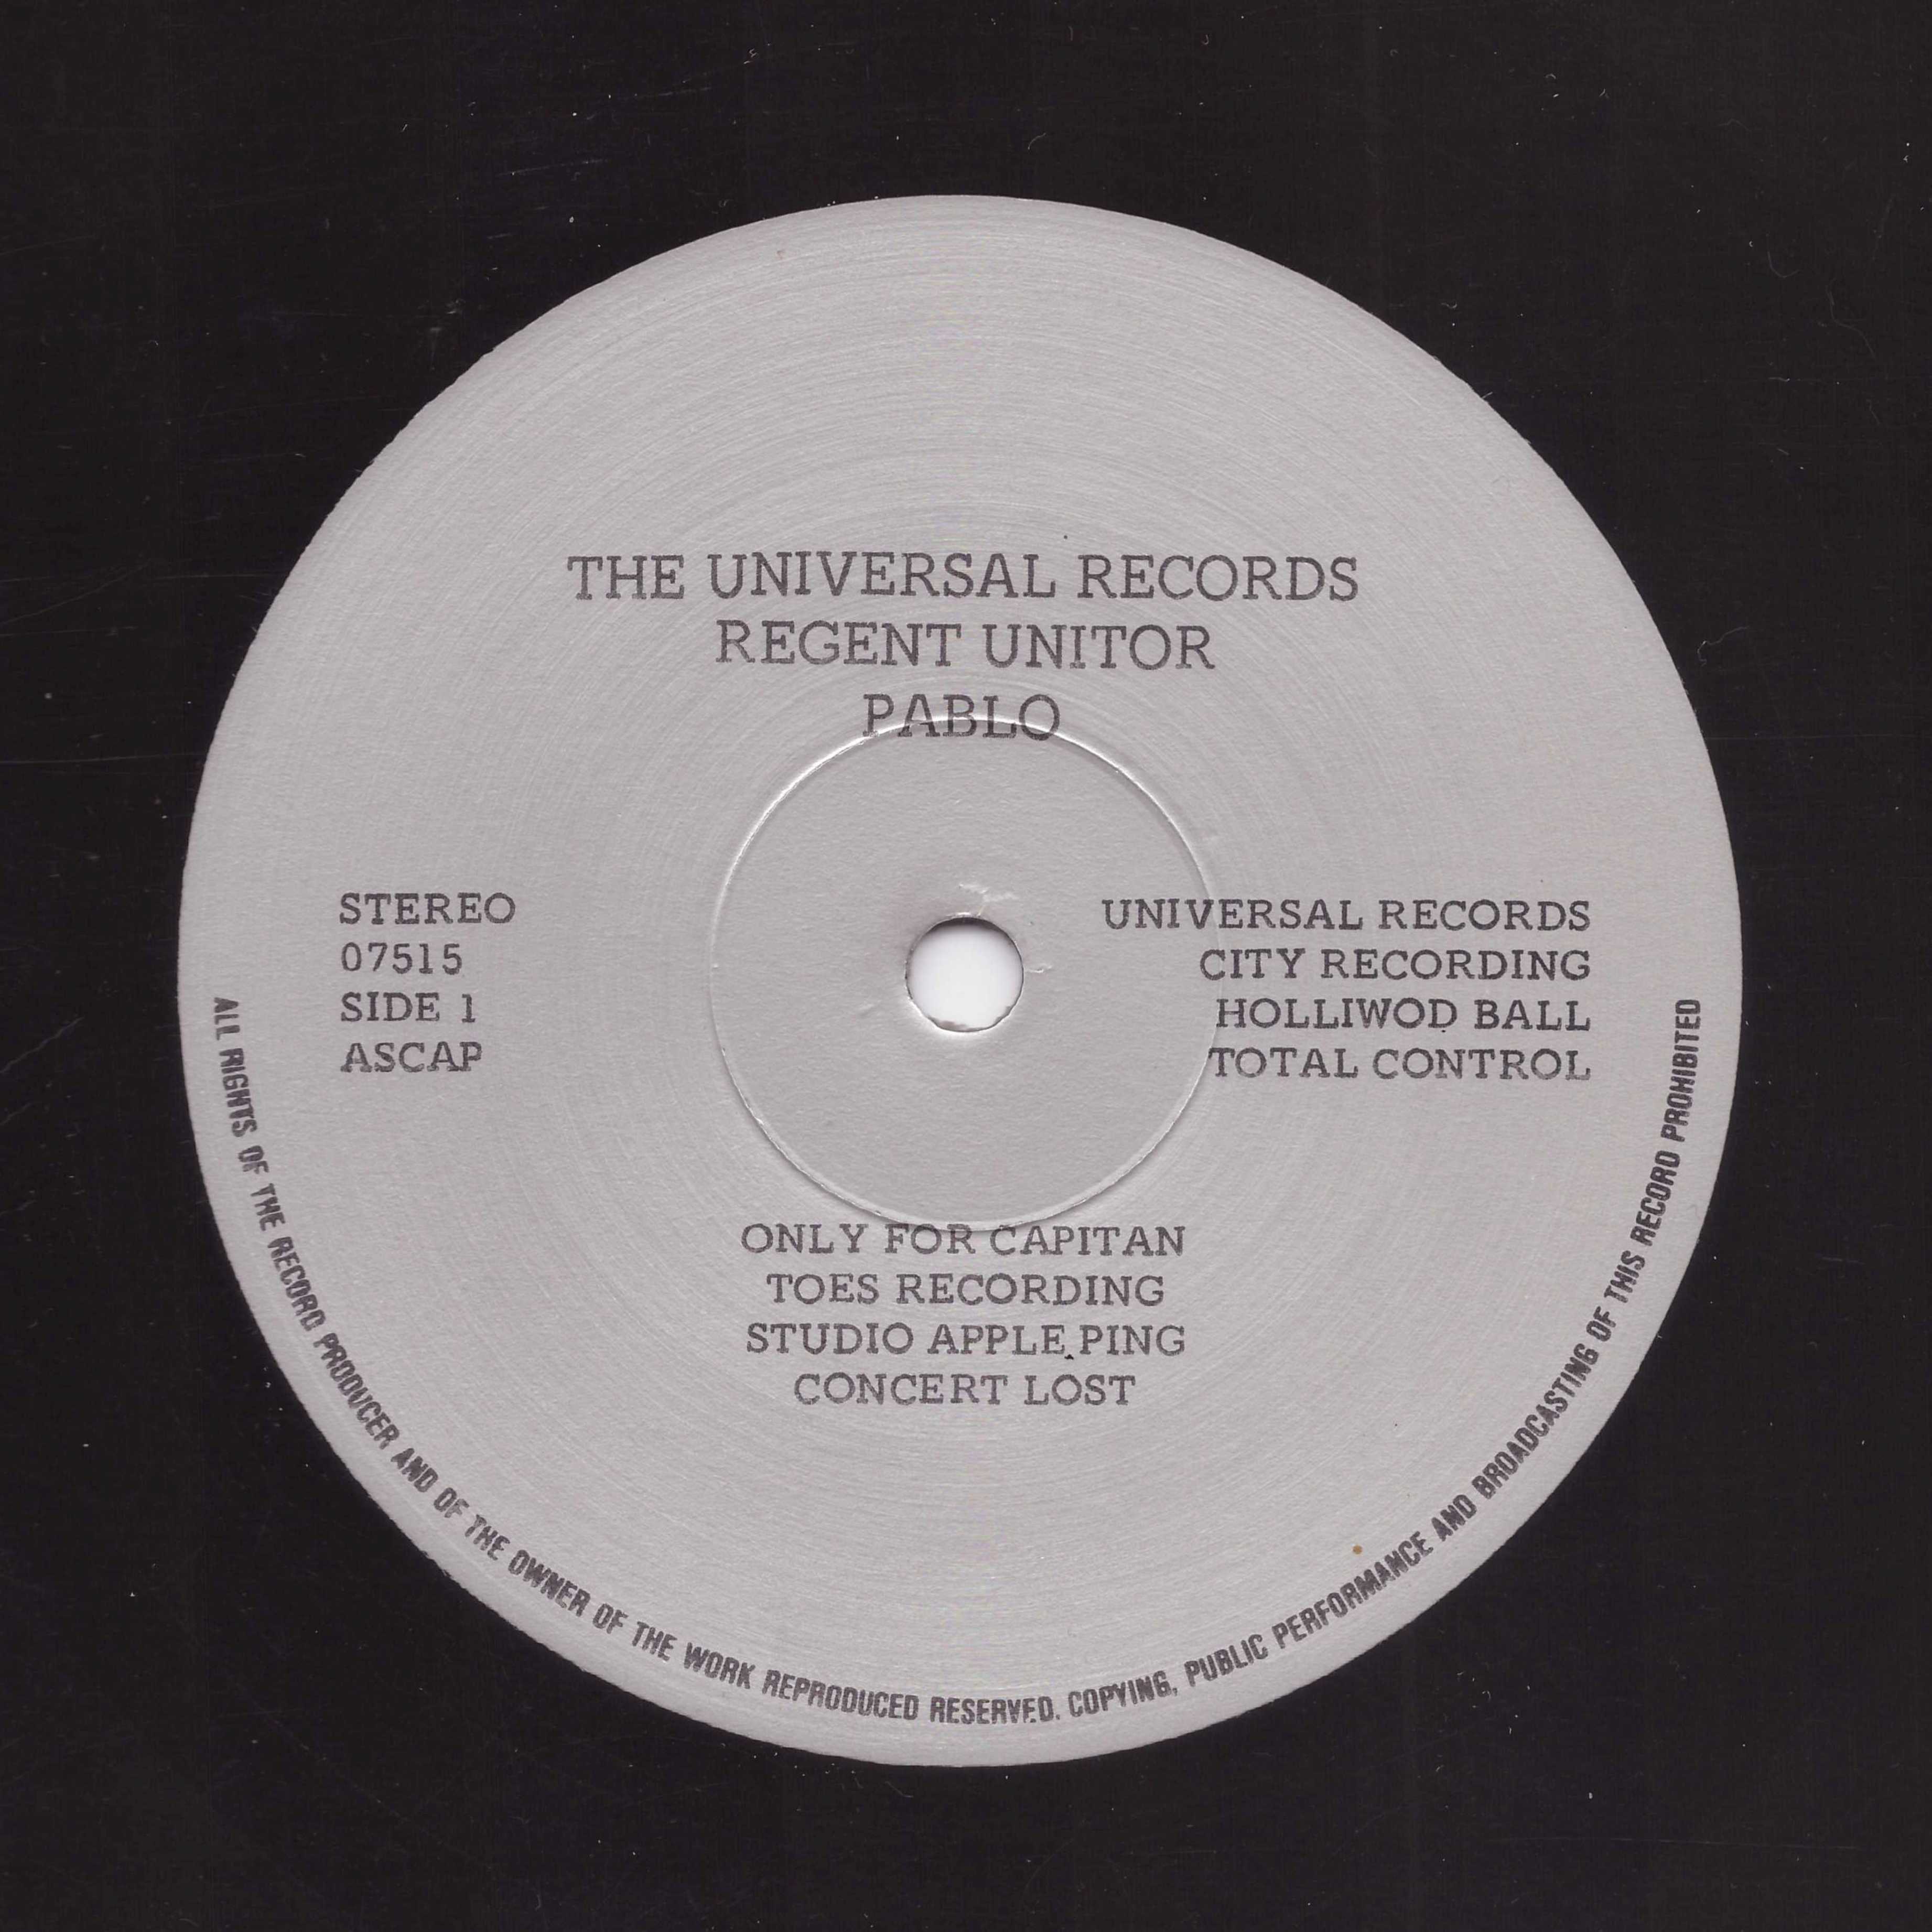 THE UNIVERSAL RECORDS
REGENT UNITOR
PABLO
STEREO
07515
SIDE 1
ASCAP
UNIVERSAL RECORDS
CITY RECORDING
HOLLIWOD BALL
TOTAL CONTROL
ONLY FOR CAPITAN
TOES RECORDING
STUDIO APPLE PING
CONCERT LOST
ALL RIGHTS OF THE RECORD PRODUCER AND OF THE OWNER OF THE WORK REPRODUCED RESERVED. COPYING, PUBLIC PERFORMANCE AND BROADCASTING OF THIS RECORD PROHIBITED